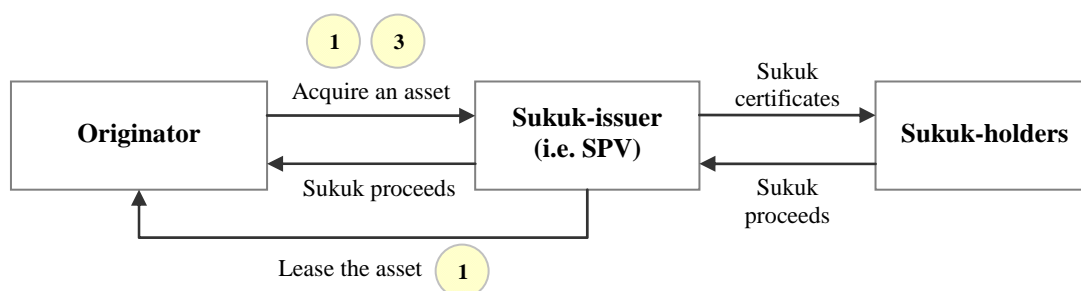 1 3
Acquire an asset
Originator
Sukuk proceeds
Sukuk-issuer
(i.e. SPV)
Sukuk
certificates
Sukuk-holders
Sukuk
proceeds
Lease the asset 1